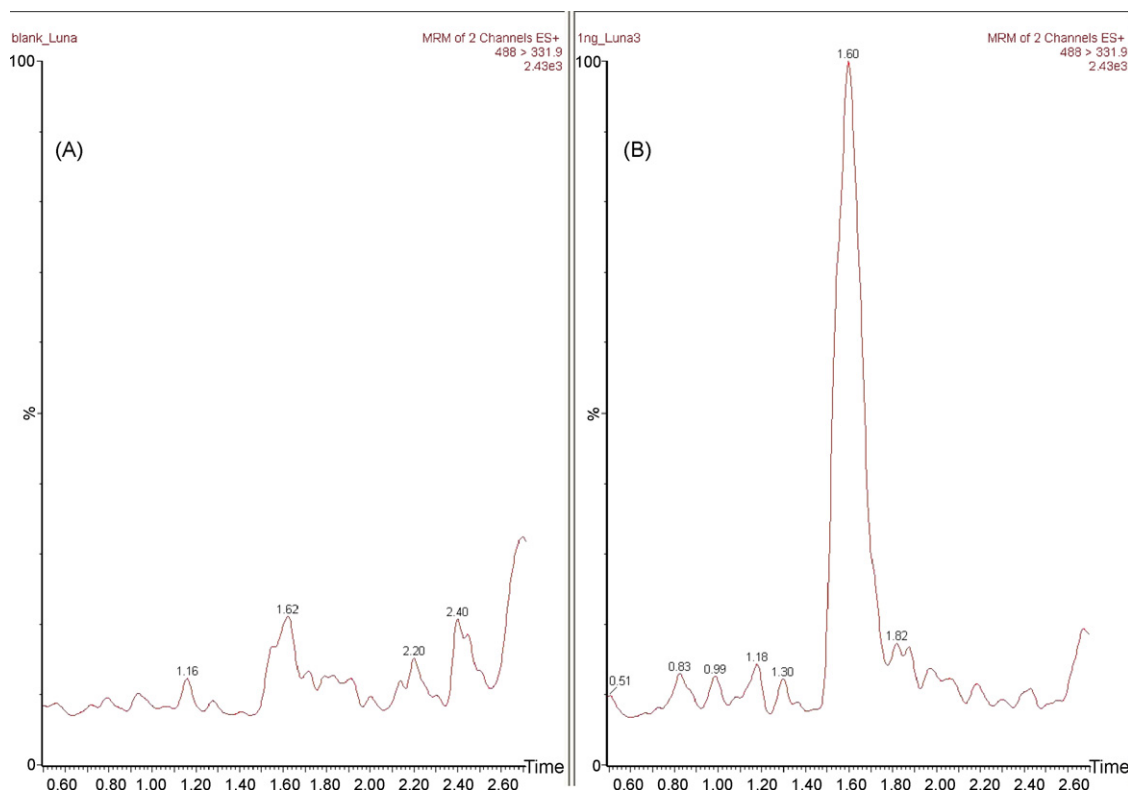 blank_Luna
MRM of 2 Channels ES+
488 > 331.9
2.43e3
100
(A)
%
1.16
1.62
2.20
2.40
0
Time
0.60 0.80 1.00 1.20 1.40 1.60 1.80 2.00 2.20 2.40 2.60
1ng_Luna3
MRM of 2 Channels ES+
488 > 331.9
2.43e3
100
1.60
(B)
%
0.51
0.83
0.99
1.18
1.30
1.82
0
Time
0.60 0.80 1.00 1.20 1.40 1.60 1.80 2.00 2.20 2.40 2.60